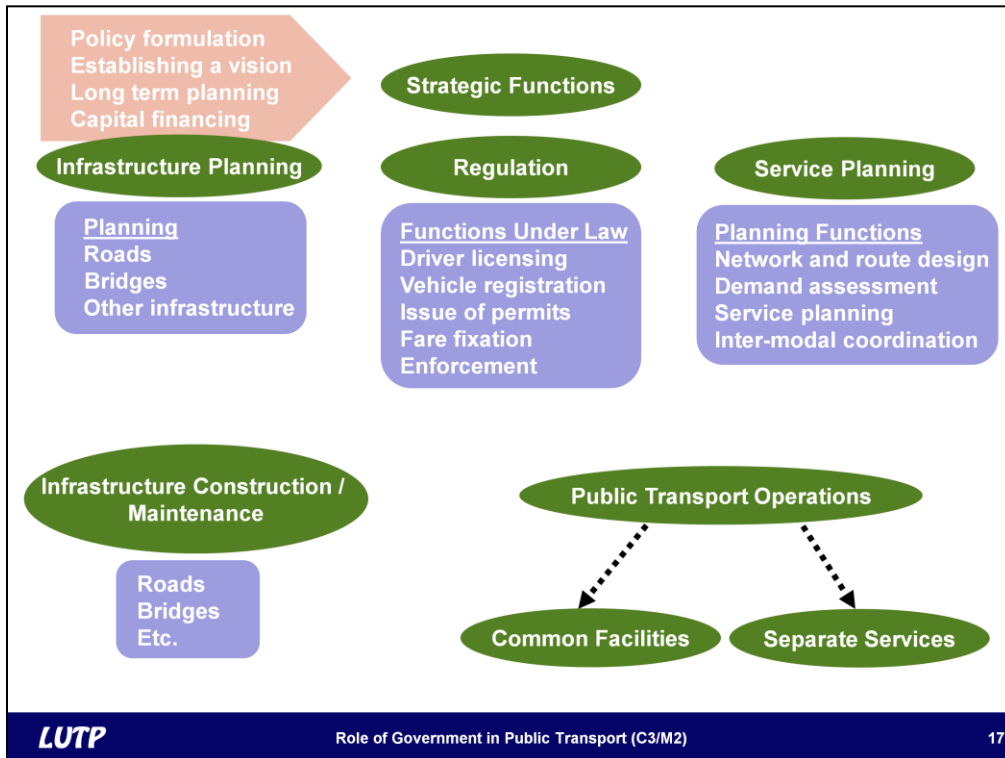 Policy formulation
Establishing a vision
Long term planning
Capital financing
Strategic Functions
Infrastructure Planning
Planning
Roads
Bridges
Other infrastructure
Regulation
Functions Under Law
Driver licensing
Vehicle registration
Issue of permits
Fare fixation
Enforcement
Service Planning
Planning Functions
Network and route design
Demand assessment
Service planning
Inter-modal coordination
Infrastructure Construction /
Maintenance
Roads
Bridges
Etc.
Public Transport Operations
Common Facilities
Separate Services
LUTP
Role of Government in Public Transport (C3/M2)
17